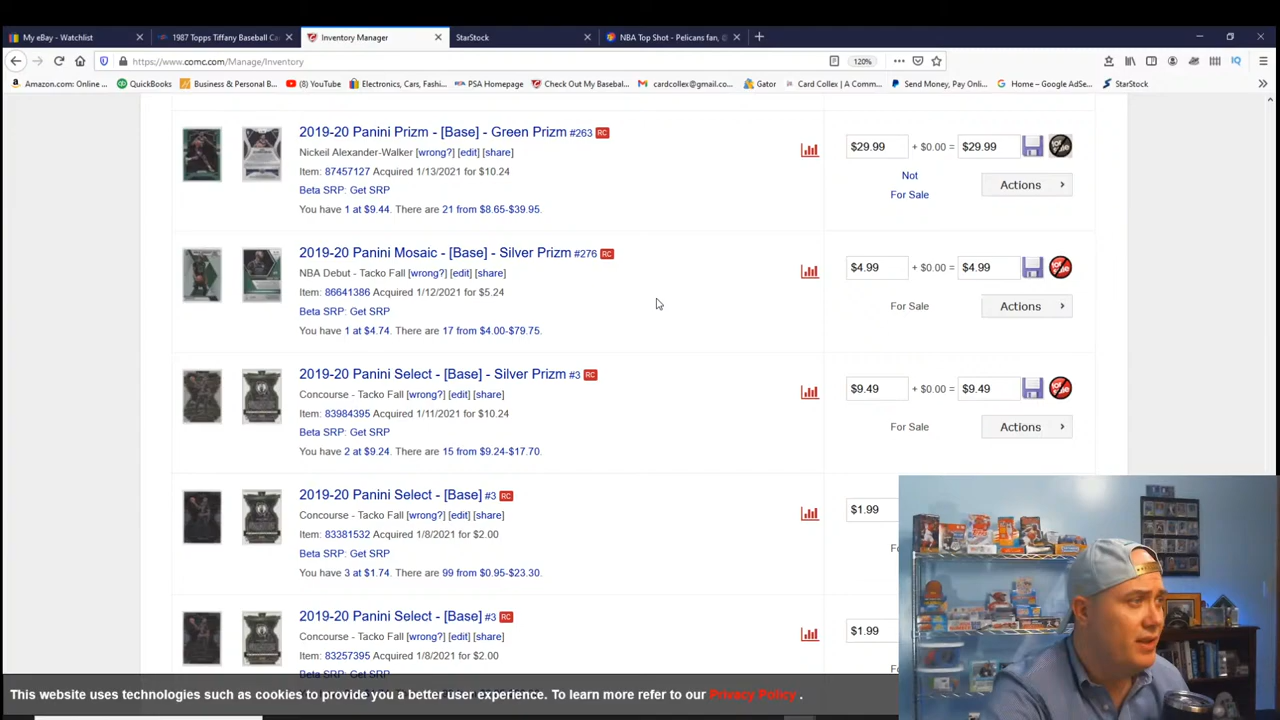 My eBay - Watchlist
1987 Topps Tiffany Baseball Ca
Inventory Manager
StarStock
NBA Top Shot - Pelicans fan,
https://www.comc.com/Manage/Inventory
120%
Amazon.com: Online ...
QuickBooks
Business & Personal B...
(8) YouTube
Electronics, Cars, Fashi...
PSA Homepage
Check Out My Baseball...
cardcollex@gmail.co...
Gator
Card Collex | A Comm...
Send Money, Pay Onli...
Home – Google AdSe...
StarStock
2019-20 Panini Prizm - [Base] - Green Prizm #263 RC
Nickeil Alexander-Walker [wrong?] [edit] [share]
Item: 87457127 Acquired 1/13/2021 for $10.24
Beta SRP: Get SRP
You have 1 at $9.44. There are 21 from $8.65-$39.95.
$29.99 + $0.00 = $29.99
Not
For Sale
Actions
2019-20 Panini Mosaic - [Base] - Silver Prizm #276 RC
NBA Debut - Tacko Fall [wrong?] [edit] [share]
Item: 86641386 Acquired 1/12/2021 for $5.24
Beta SRP: Get SRP
You have 1 at $4.74. There are 17 from $4.00-$79.75.
$4.99 + $0.00 = $4.99
For Sale
Actions
2019-20 Panini Select - [Base] - Silver Prizm #3 RC
Concourse - Tacko Fall [wrong?] [edit] [share]
Item: 83984395 Acquired 1/11/2021 for $10.24
Beta SRP: Get SRP
You have 2 at $9.24. There are 15 from $9.24-$17.70.
$9.49 + $0.00 = $9.49
For Sale
Actions
2019-20 Panini Select - [Base] #3 RC
Concourse - Tacko Fall [wrong?] [edit] [share]
Item: 83381532 Acquired 1/8/2021 for $2.00
Beta SRP: Get SRP
You have 3 at $1.74. There are 99 from $0.95-$23.30.
$1.99
2019-20 Panini Select - [Base] #3 RC
Concourse - Tacko Fall [wrong?] [edit] [share]
Item: 83257395 Acquired 1/8/2021 for $2.00
Beta SRP: Get SRP
$1.99
This website uses technologies such as cookies to provide you a better user experience. To learn more refer to our Privacy Policy .